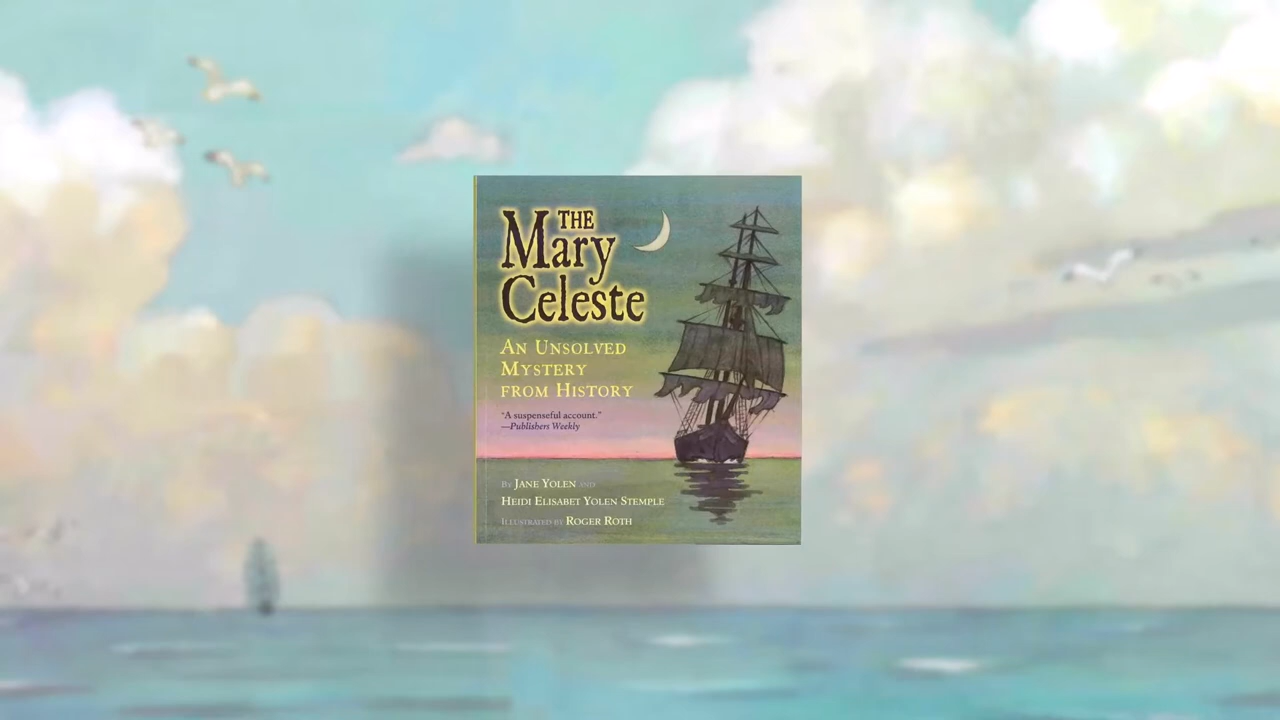 THE
Mary
Celeste
AN UNSOLVED
MYSTERY
FROM HISTORY
"A suspenseful account."
—Publishers Weekly
BY JANE YOLEN AND
HEIDI ELISABET YOLEN STEMPLE
ILLUSTRATED BY ROGER ROTH